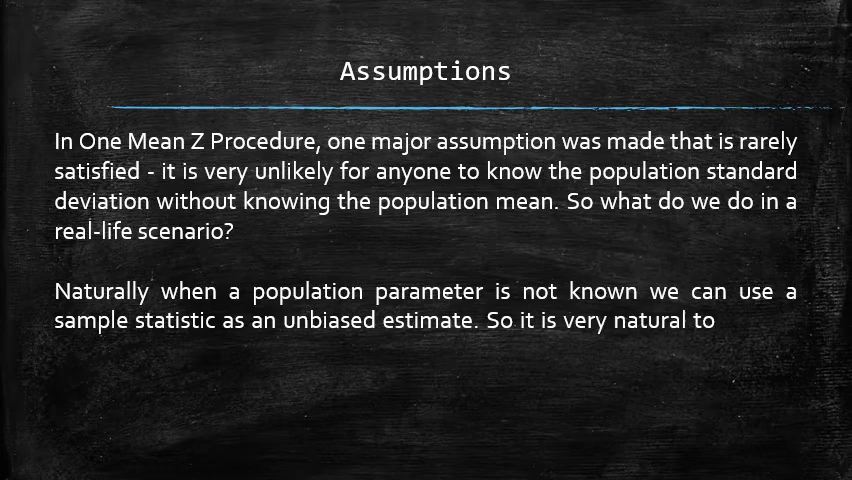 Assumptions
In One Mean Z Procedure, one major assumption was made that is rarely
satisfied - it is very unlikely for anyone to know the population standard
deviation without knowing the population mean. So what do we do in a
real-life scenario?
Naturally when a population parameter is not known we can use a
sample statistic as an unbiased estimate. So it is very natural to